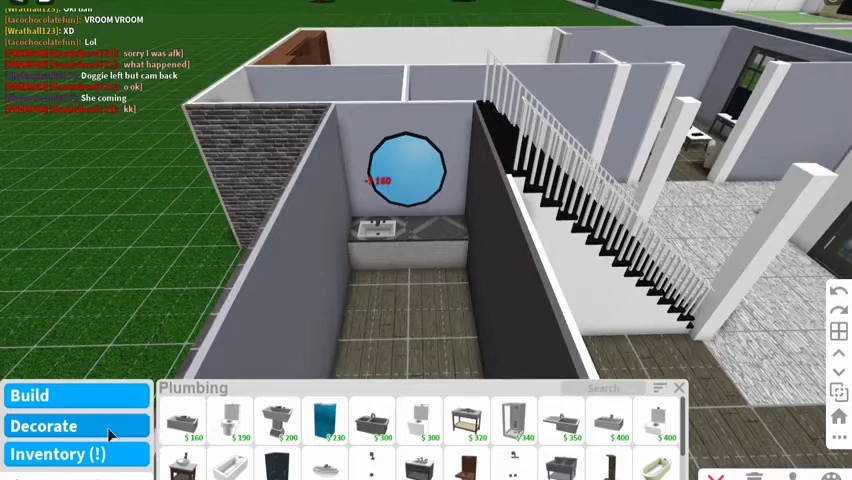 [tacochocolatefun]: VROOM VROOM
[Wrathall123]: XD
[tacochocolatefun]: Lol
sorry I was afk]
what happened]
Doggie left but cam back
o ok]
She coming
kk]
160
Build
Decorate
Inventory (!)
Plumbing
Search
$ 160
$ 190
$ 200
$ 230
$ 300
$ 300
$ 320
$ 340
$ 350
$ 400
$ 400